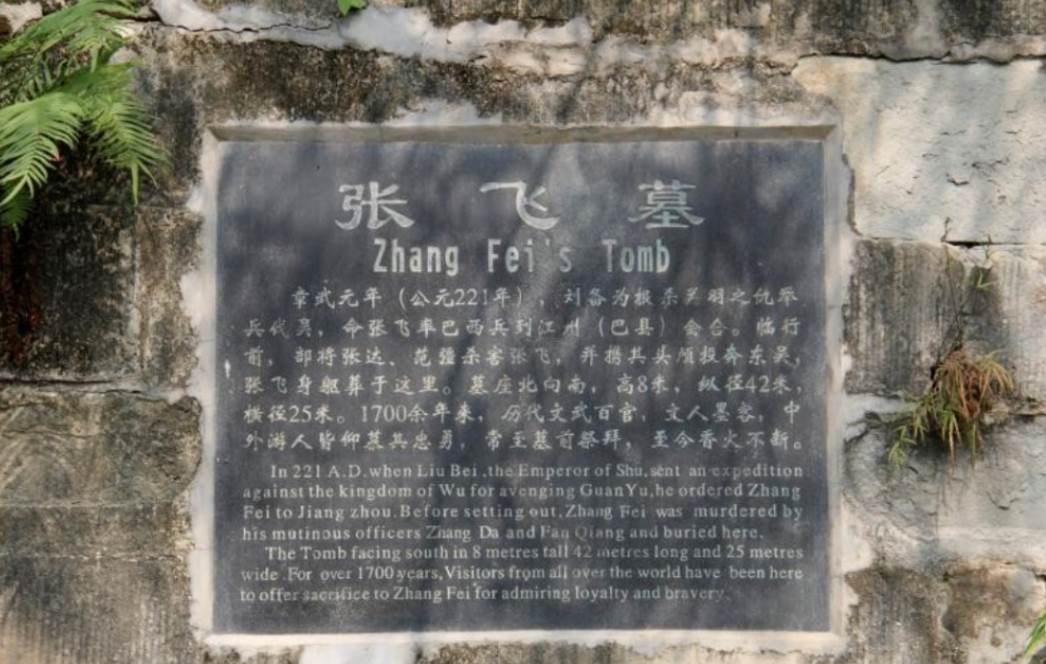 张飞墓
Zhang Fei's Tomb
章武元年（公元221年），刘备为报杀关羽之仇举
兵伐吴，命张飞率巴西兵到江州（巴县）会合。临行
前，部将张达、范疆杀害张飞，并携其头颅投奔东吴，
张飞身躯葬于这里。墓座北向南，高8米，纵径42米，
横径25米。1700余年来，历代文武百官，文人墨客，中
外游人皆仰慕其忠勇，常至墓前祭拜，至今香火不断。
In 221 A.D.when Liu Bei ,the Emperor of Shu,sent an expedition
against the kingdom of Wu for avenging GuanYu,he ordered Zhang
Fei to Jiang zhou.Before setting out,Zhang Fei was murdered by
his mutinous officers Zhang Da and Fan Qiang and buried here.
The Tomb facing south in 8 metres tall 42 metres long and 25 metres
wide .For over 1700 years,Visitors from all over the world have been here
to offer sacrifice to Zhang Fei for admiring loyalty and bravery.